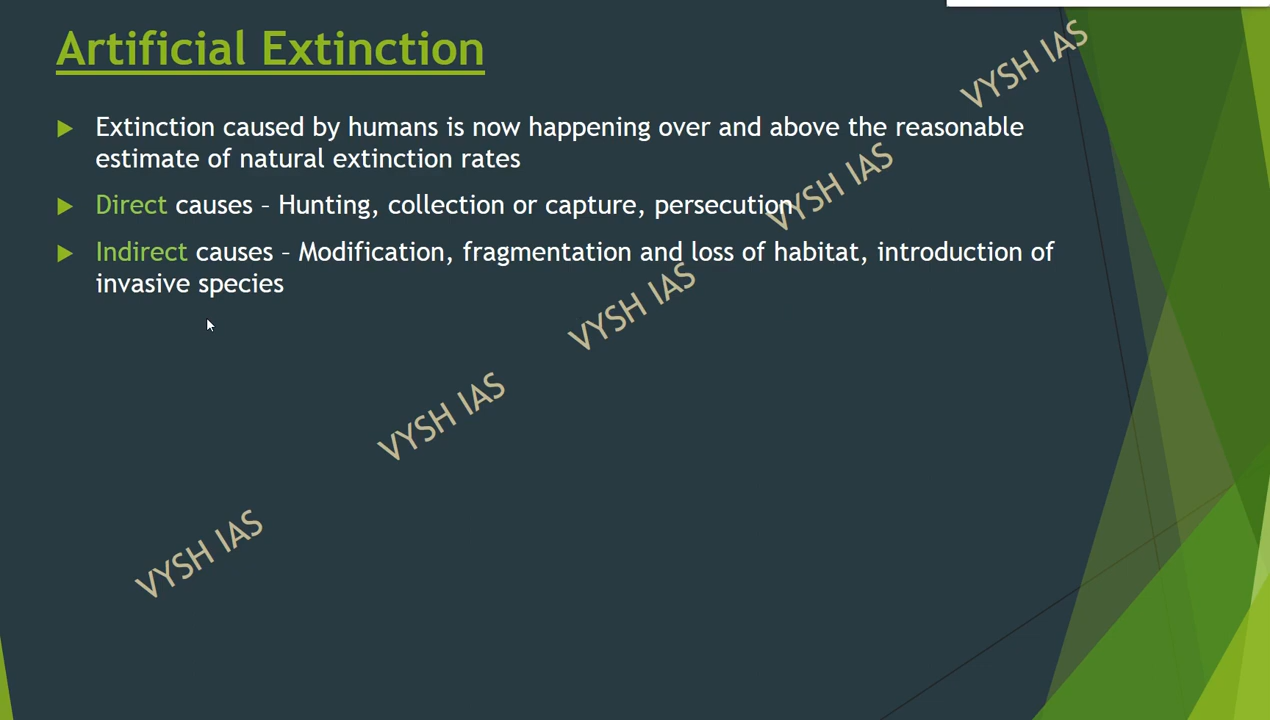 Artificial Extinction
VYSH IAS
Extinction caused by humans is now happening over and above the reasonable
estimate of natural extinction rates
VYSH IAS
Direct causes – Hunting, collection or capture, persecution
Indirect causes – Modification, fragmentation and loss of habitat, introduction of
invasive species
VYSH IAS
VYSH IAS
VYSH IAS